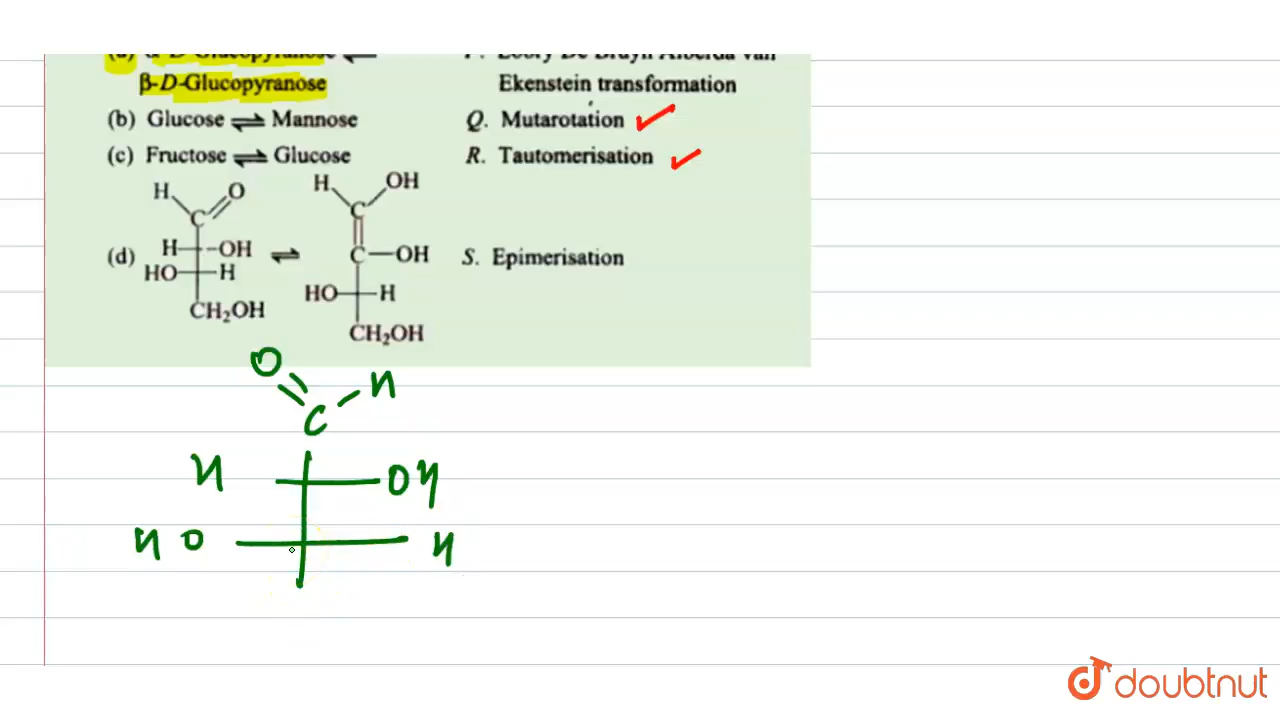 β-D-Glucopyranose Ekenstein transformation
(b) Glucose ⇌ Mannose Q. Mutarotation
(c) Fructose ⇌ Glucose R. Tautomerisation
H O H OH
C C
(d) H OH ⇌ C—OH S. Epimerisation
HO H
HO H
CH₂OH
CH₂OH
O H
C
H OH
HO H
doubtnut